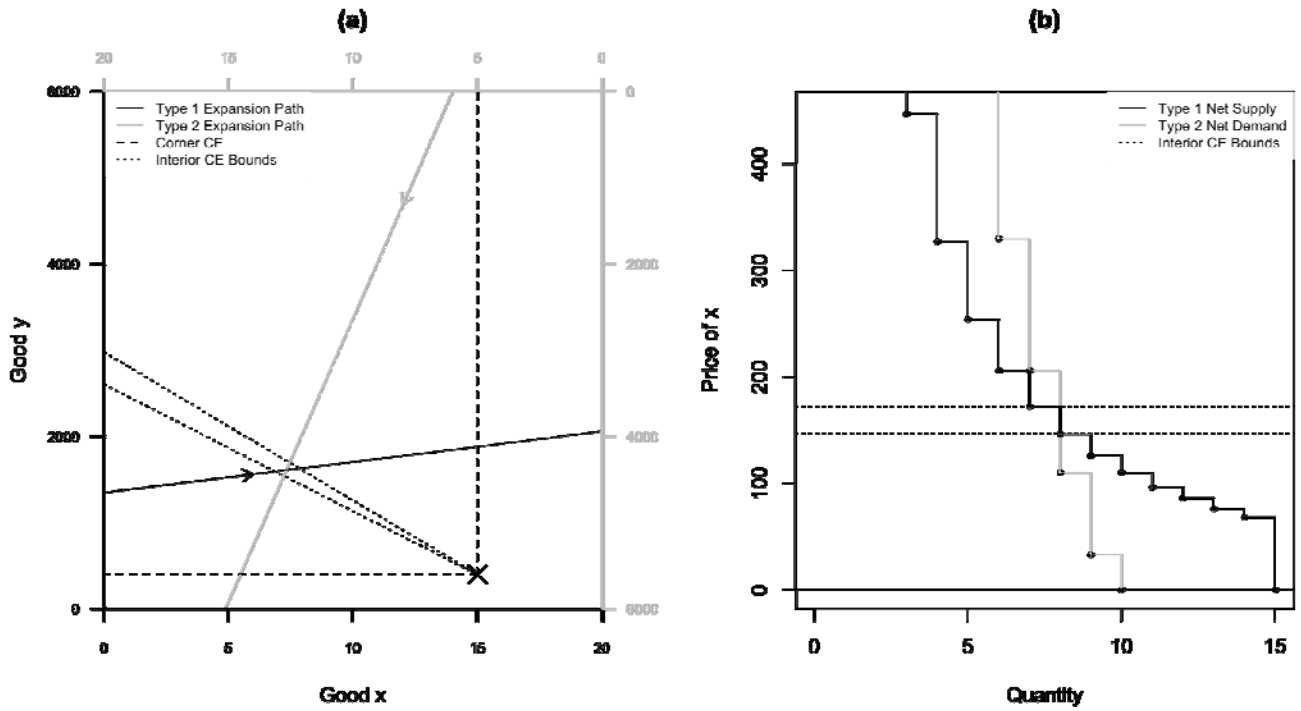 (a)
20 15 10 5 0
6000 0
Type 1 Expansion Path
Type 2 Expansion Path
Corner CE
Interior CE Bounds
4000 2000
Good y
2000 4000
0 6000
0 5 10 15 20
Good x
(b)
Type 1 Net Supply
Type 2 Net Demand
Interior CE Bounds
400
300
Price of x
200
100
0
0 5 10 15
Quantity